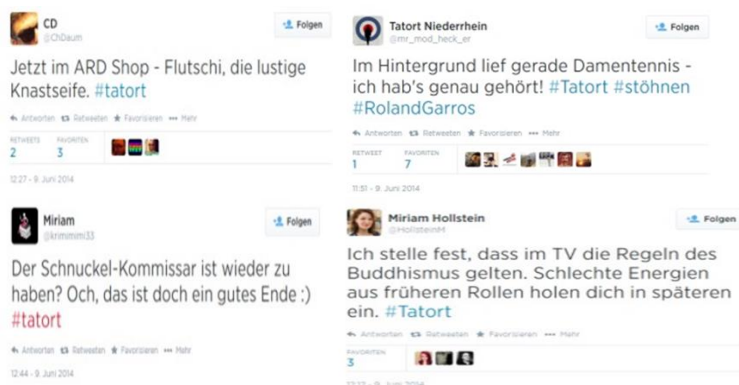 CD
@ChDaum
Folgen
Jetzt im ARD Shop - Flutschi, die lustige
Knastseife. #tatort
Antworten Retweeten Favorisieren Mehr
RETWEETS FAVORITEN
2 3
12:27 - 9. Juni 2014
Tatort Niederrhein
@mr_mod_heck_er
Folgen
Im Hintergrund lief gerade Damentennis -
ich hab's genau gehört! #Tatort #stöhnen
#RolandGarros
Antworten Retweeten Favorisieren Mehr
RETWEET FAVORITEN
1 7
11:51 - 9. Juni 2014
Miriam
@krimmimi33
Folgen
Der Schnuckel-Kommissar ist wieder zu
haben? Och, das ist doch ein gutes Ende :)
#tatort
Antworten Retweeten Favorisieren Mehr
12:44 - 9. Juni 2014
Miriam Hollstein
@HollsteinM
Folgen
Ich stelle fest, dass im TV die Regeln des
Buddhismus gelten. Schlechte Energien
aus früheren Rollen holen dich in späteren
ein. #Tatort
Antworten Retweeten Favorisieren Mehr
FAVORITEN
3